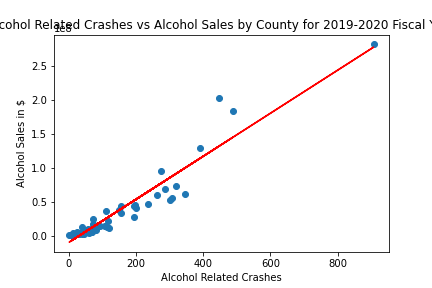 cohol Related Crashes vs Alcohol Sales by County for 2019-2020 Fiscal Y
1e8
2.5
2.0
1.5
1.0
0.5
0.0
Alcohol Sales in $
0 200 400 600 800
Alcohol Related Crashes